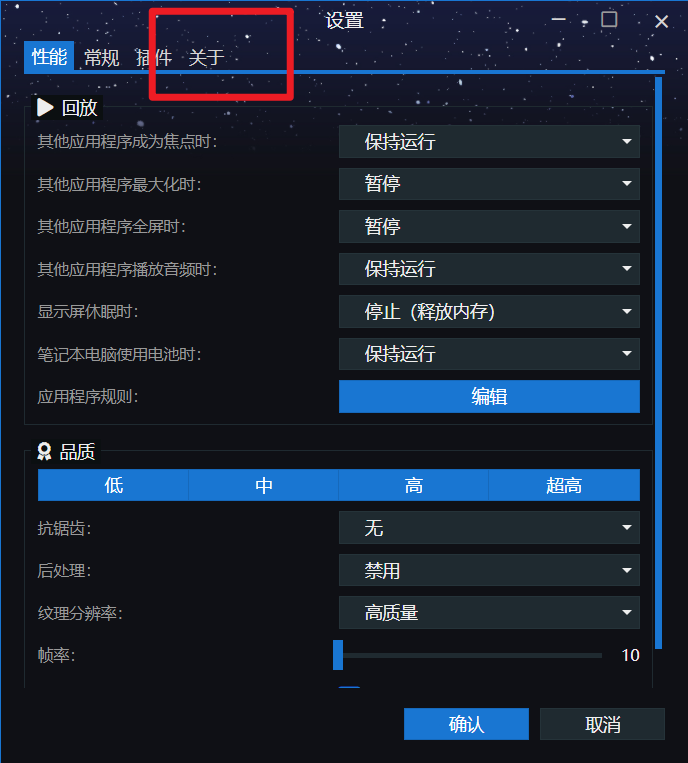 设置
性能 常规 插件 关于
回放
其他应用程序成为焦点时: 保持运行
其他应用程序最大化时: 暂停
其他应用程序全屏时: 暂停
其他应用程序播放音频时: 保持运行
显示屏休眠时: 停止（释放内存）
笔记本电脑使用电池时: 保持运行
应用程序规则: 编辑
品质
低 中 高 超高
抗锯齿: 无
后处理: 禁用
纹理分辨率: 高质量
帧率: 10
确认 取消